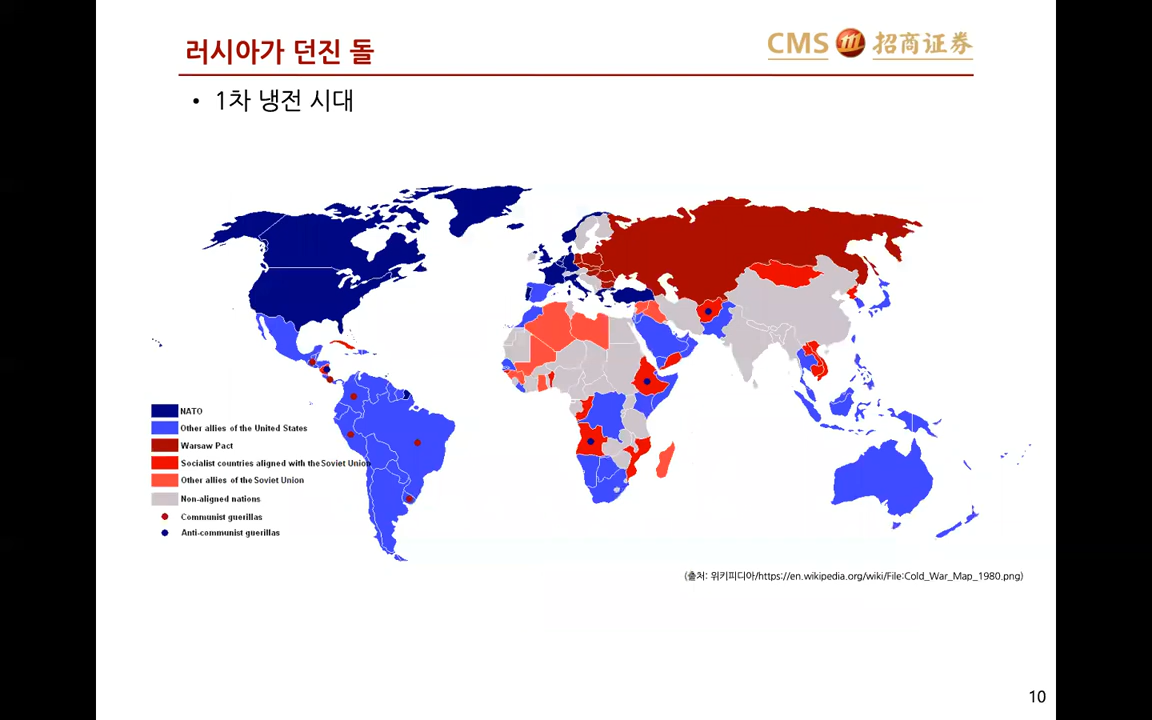 러시아가 던진 돌
CMS 招商证券
• 1차 냉전 시대
NATO
Other allies of the United States
Warsaw Pact
Socialist countries aligned with the Soviet Union
Other allies of the Soviet Union
Non-aligned nations
Communist guerillas
Anti-communist guerillas
(출처: 위키피디아/https://en.wikipedia.org/wiki/File:Cold_War_Map_1980.png)
10